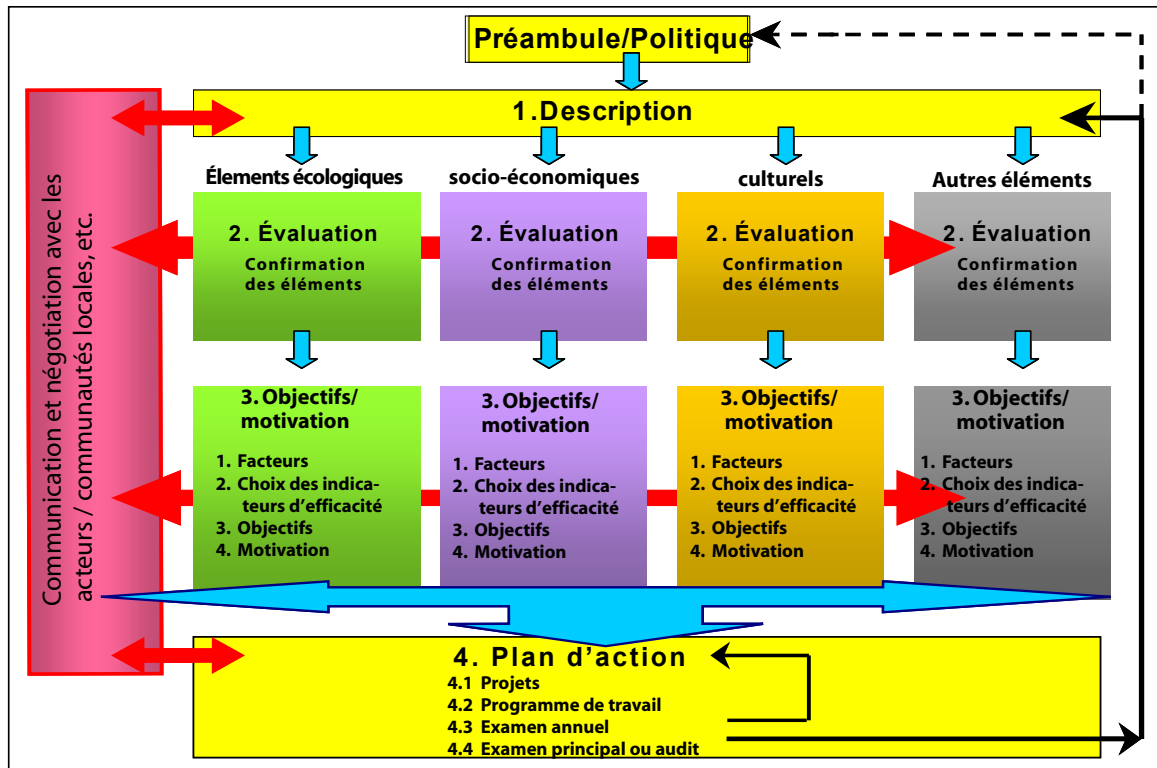 Préambule/Politique
1.Description
Communication et négotiation avec les
acteurs / communautés locales, etc.
Élements écologiques
socio-économiques
culturels
Autres éléments
2. Évaluation
Confirmation
des éléments
2. Évaluation
Confirmation
des éléments
2. Évaluation
Confirmation
des éléments
2. Évaluation
Confirmation
des éléments
3. Objectifs/
motivation
1. Facteurs
2. Choix des indica-
teurs d'efficacité
3. Objectifs
4. Motivation
3. Objectifs/
motivation
1. Facteurs
2. Choix des indica-
teurs d'efficacité
3. Objectifs
4. Motivation
3. Objectifs/
motivation
1. Facteurs
2. Choix des indica-
teurs d'efficacité
3. Objectifs
4. Motivation
3. Objectifs/
motivation
1. Facteurs
2. Choix des indica-
teurs d'efficacité
3. Objectifs
4. Motivation
4. Plan d'action
4.1 Projets
4.2 Programme de travail
4.3 Examen annuel
4.4 Examen principal ou audit